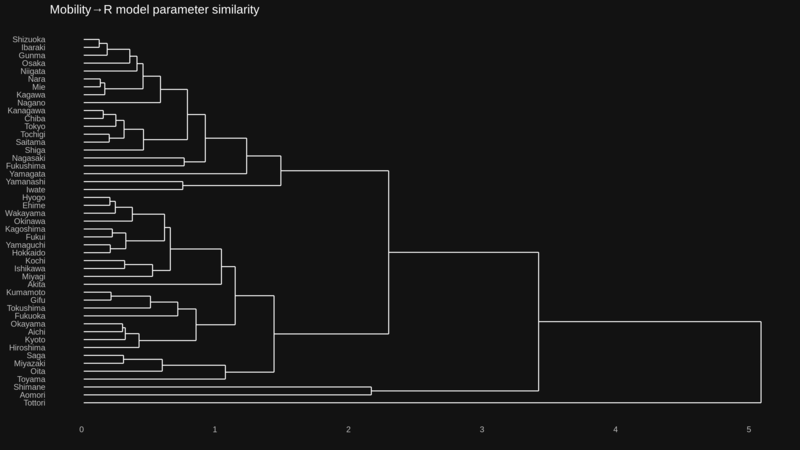 Mobility→R model parameter similarity
Shizuoka
Ibaraki
Gunma
Osaka
Niigata
Nara
Mie
Kagawa
Nagano
Kanagawa
Chiba
Tokyo
Tochigi
Saitama
Shiga
Nagasaki
Fukushima
Yamagata
Yamanashi
Iwate
Hyogo
Ehime
Wakayama
Okinawa
Kagoshima
Fukui
Yamaguchi
Hokkaido
Kochi
Ishikawa
Miyagi
Akita
Kumamoto
Gifu
Tokushima
Fukuoka
Okayama
Aichi
Kyoto
Hiroshima
Saga
Miyazaki
Oita
Toyama
Shimane
Aomori
Tottori
0 1 2 3 4 5